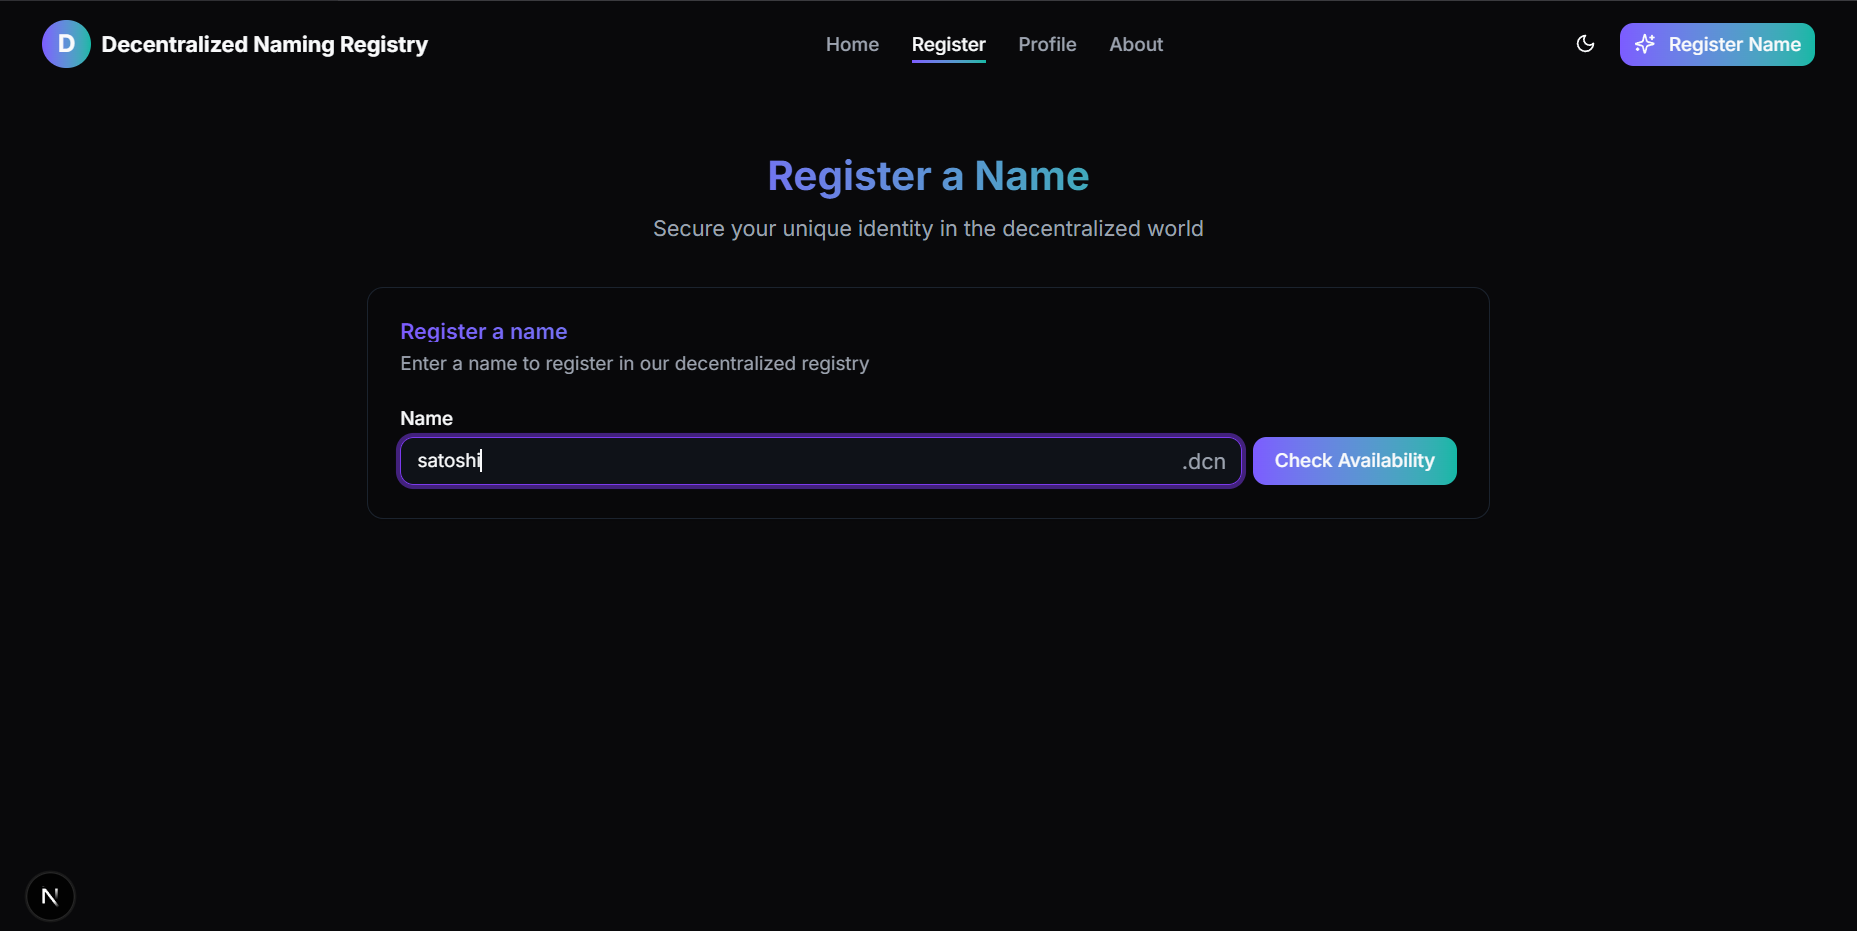 D Decentralized Naming Registry
Home Register Profile About
Register Name
Register a Name
Secure your unique identity in the decentralized world
Register a name
Enter a name to register in our decentralized registry
Name
satoshi .dcn
Check Availability
N